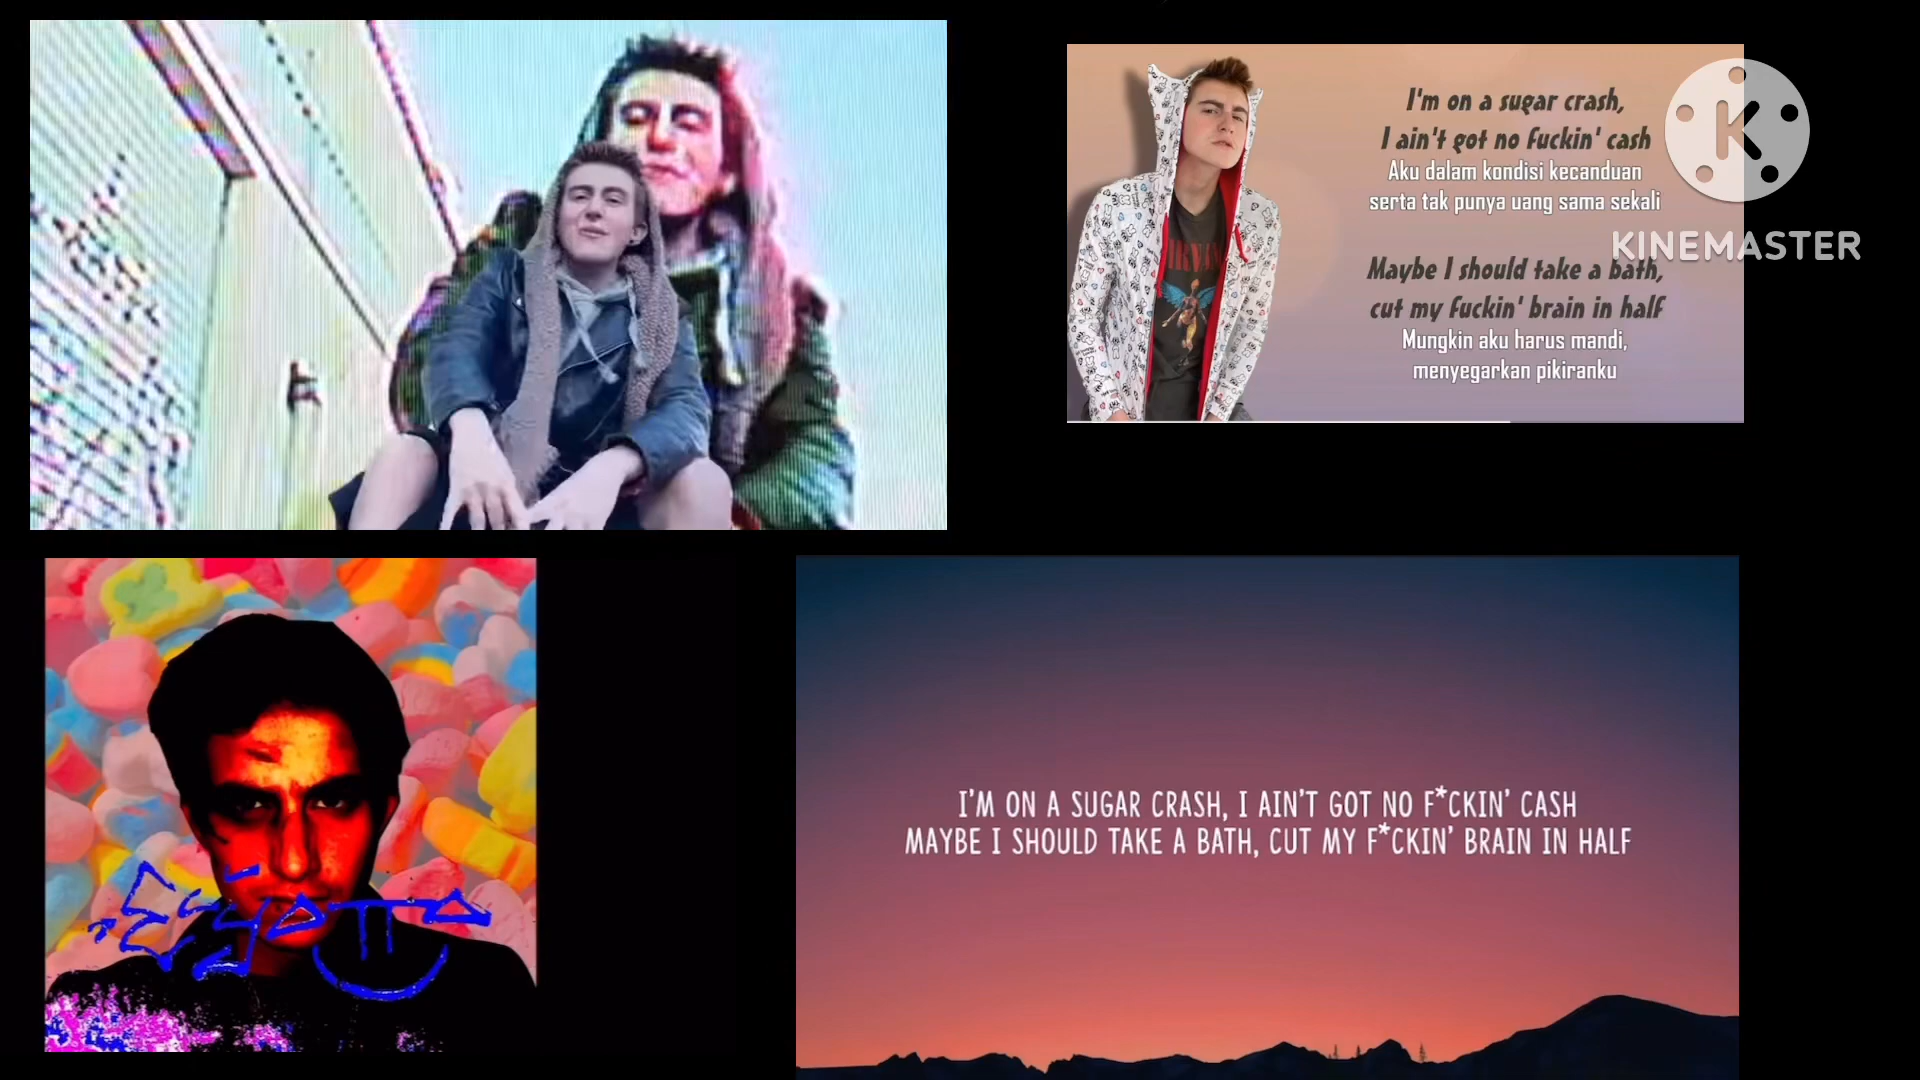 I'm on a sugar crash,
I ain't got no fuckin' cash
Aku dalam kondisi kecanduan
serta tak punya uang sama sekali
Maybe I should take a bath,
cut my fuckin' brain in half
Mungkin aku harus mandi,
menyegarkan pikiranku
K
KINEMASTER
NIRVANA
I'M ON A SUGAR CRASH, I AIN'T GOT NO F*CKIN' CASH
MAYBE I SHOULD TAKE A BATH, CUT MY F*CKIN' BRAIN IN HALF